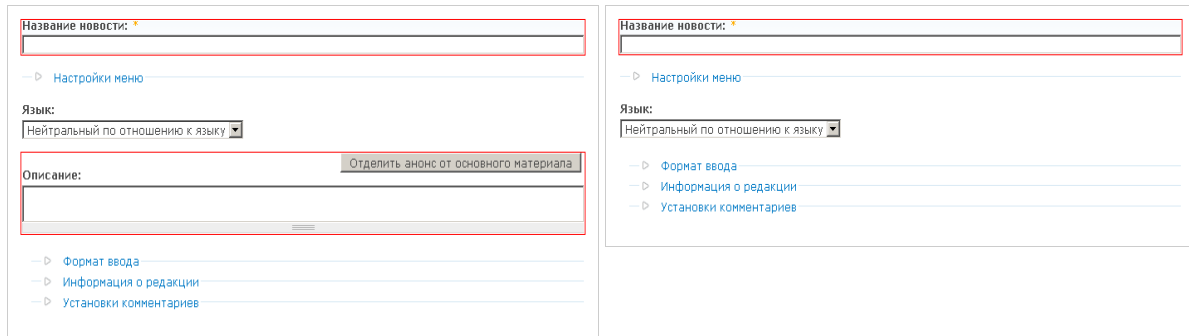 Название новости: *
Настройки меню
Язык:
Нейтральный по отношению к языку
Отделить анонс от основного материала
Описание:
Формат ввода
Информация о редакции
Установки комментариев
Название новости: *
Настройки меню
Язык:
Нейтральный по отношению к языку
Формат ввода
Информация о редакции
Установки комментариев